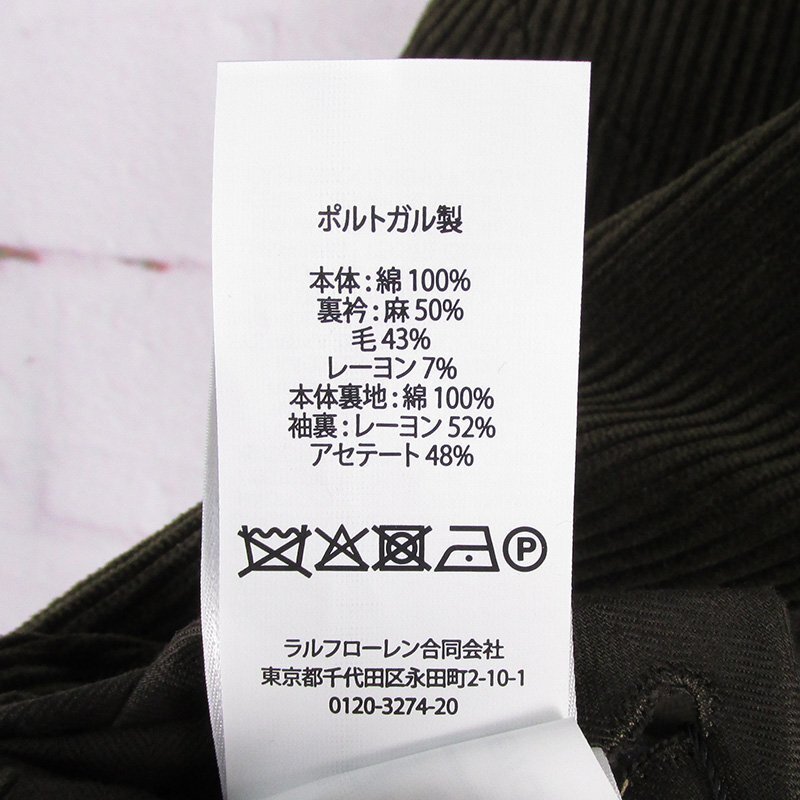 ポルトガル製
本体:綿 100%
裏衿:麻 50%
毛 43%
レーヨン 7%
本体裏地:綿 100%
袖裏:レーヨン 52%
アセテート 48%
P
ラルフローレン合同会社
東京都千代田区永田町2-10-1
0120-3274-20